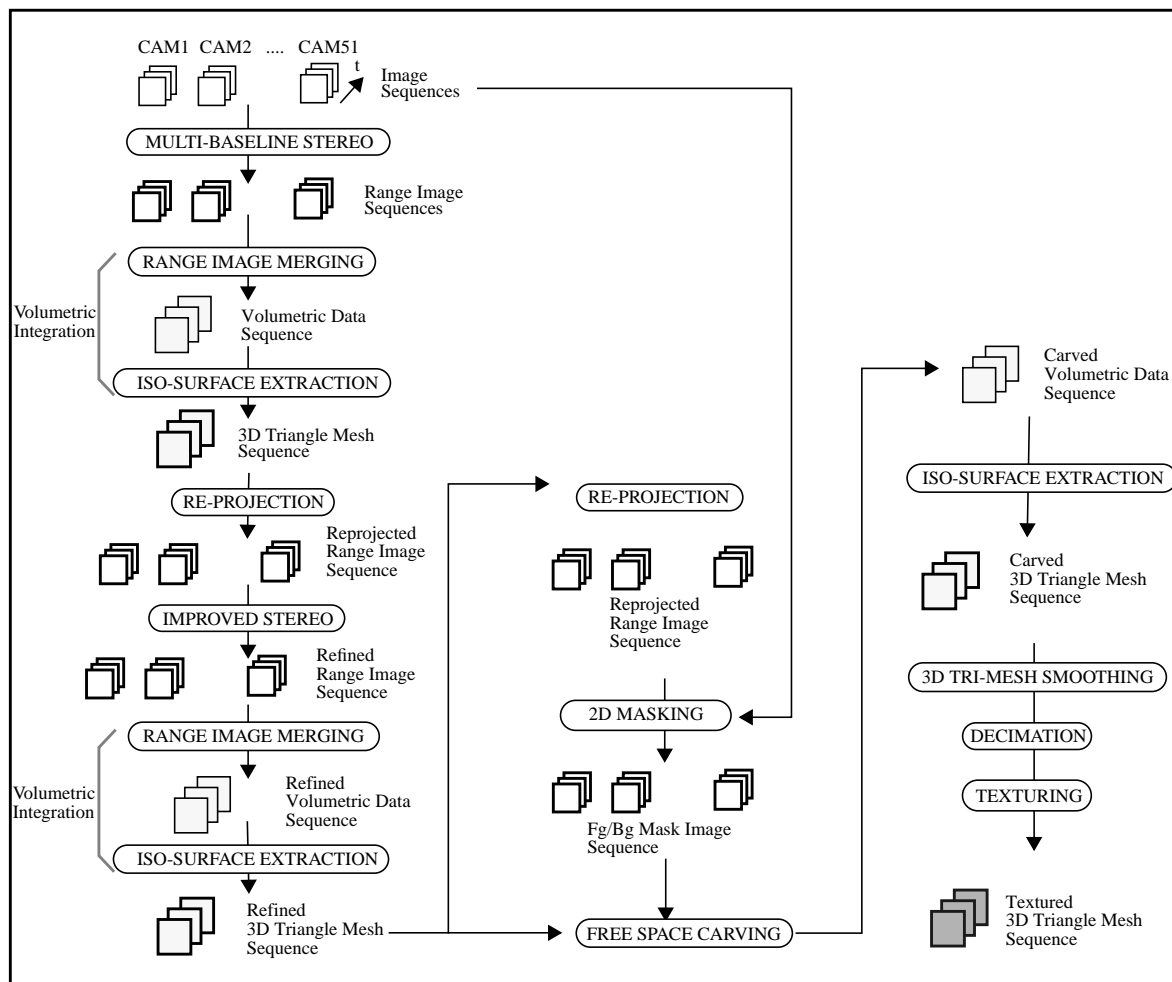 CAM1 CAM2 .... CAM51
t
Image
Sequences
MULTI-BASELINE STEREO
Range Image
Sequences
RANGE IMAGE MERGING
Volumetric
Integration
Volumetric Data
Sequence
ISO-SURFACE EXTRACTION
3D Triangle Mesh
Sequence
RE-PROJECTION
Reprojected
Range Image
Sequence
IMPROVED STEREO
Refined
Range Image
Sequence
RANGE IMAGE MERGING
Volumetric
Integration
Refined
Volumetric Data
Sequence
ISO-SURFACE EXTRACTION
Refined
3D Triangle Mesh
Sequence
RE-PROJECTION
Reprojected
Range Image
Sequence
2D MASKING
Fg/Bg Mask Image
Sequence
FREE SPACE CARVING
Carved
Volumetric Data
Sequence
ISO-SURFACE EXTRACTION
Carved
3D Triangle Mesh
Sequence
3D TRI-MESH SMOOTHING
DECIMATION
TEXTURING
Textured
3D Triangle Mesh
Sequence